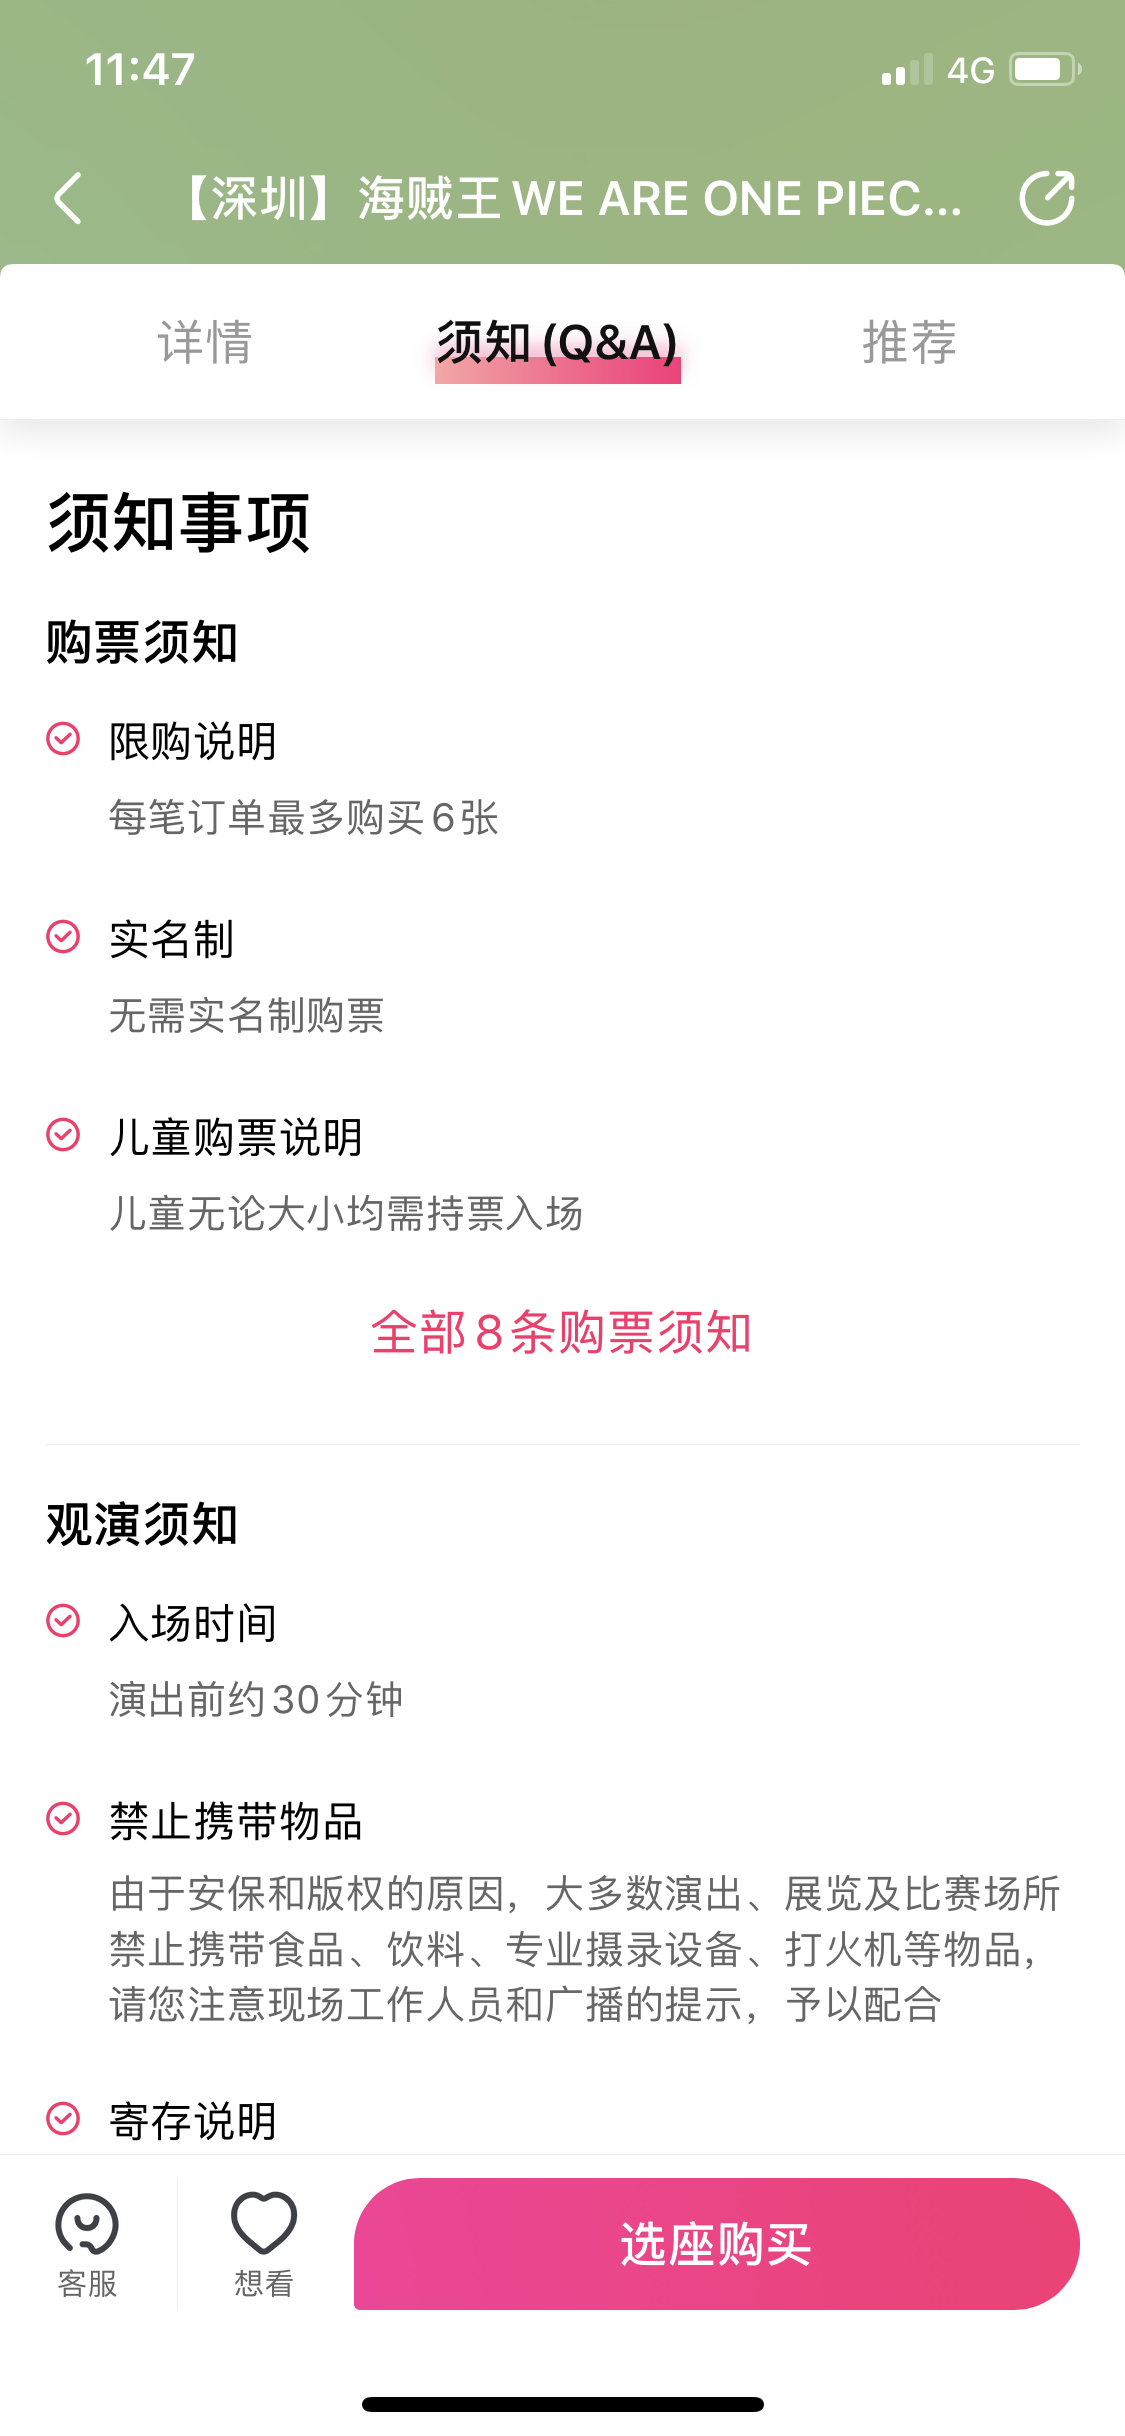 11:47
4G
【深圳】海贼王 WE ARE ONE PIEC...
详情
须知 (Q&A)
推荐
须知事项
购票须知
限购说明
每笔订单最多购买 6 张
实名制
无需实名制购票
儿童购票说明
儿童无论大小均需持票入场
全部 8 条购票须知
观演须知
入场时间
演出前约 30 分钟
禁止携带物品
由于安保和版权的原因，大多数演出、展览及比赛场所
禁止携带食品、饮料、专业摄录设备、打火机等物品，
请您注意现场工作人员和广播的提示，予以配合
寄存说明
客服
想看
选座购买